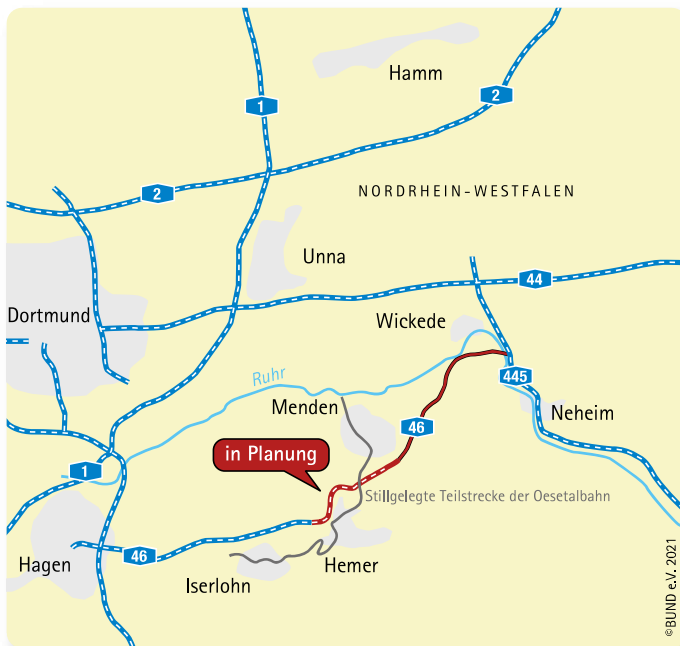 Hamm
1
2
2
NORDRHEIN-WESTFALEN
Unna
44
Dortmund
Wickede
Ruhr
445
Menden
Neheim
46
in Planung
1
Stillgelegte Teilstrecke der Oesetalbahn
46
Hagen
Hemer
Iserlohn
©BUND e.V. 2021